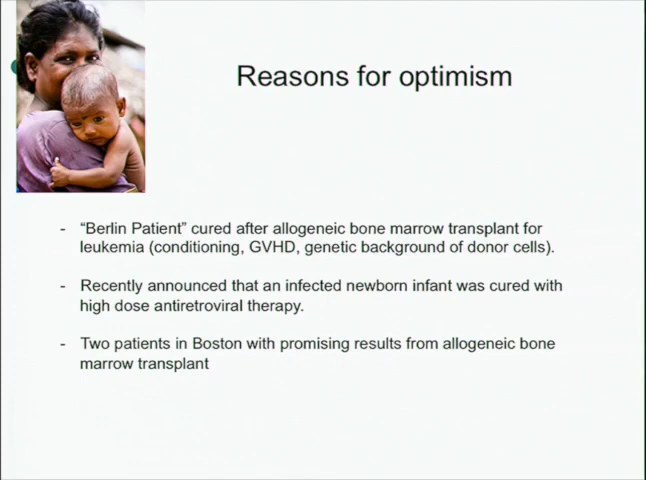 Reasons for optimism
- “Berlin Patient” cured after allogeneic bone marrow transplant for
leukemia (conditioning, GVHD, genetic background of donor cells).
- Recently announced that an infected newborn infant was cured with
high dose antiretroviral therapy.
- Two patients in Boston with promising results from allogeneic bone
marrow transplant